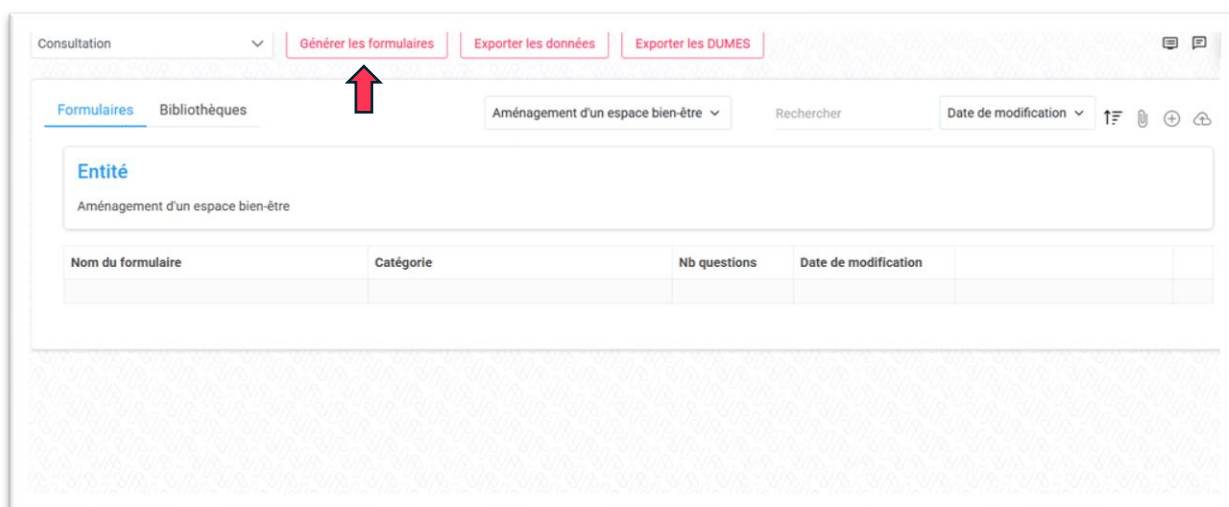 Consultation Générer les formulaires Exporter les données Exporter les DUMES
Formulaires Bibliothèques Aménagement d'un espace bien-être Rechercher Date de modification
Entité
Aménagement d'un espace bien-être
Nom du formulaire Catégorie Nb questions Date de modification